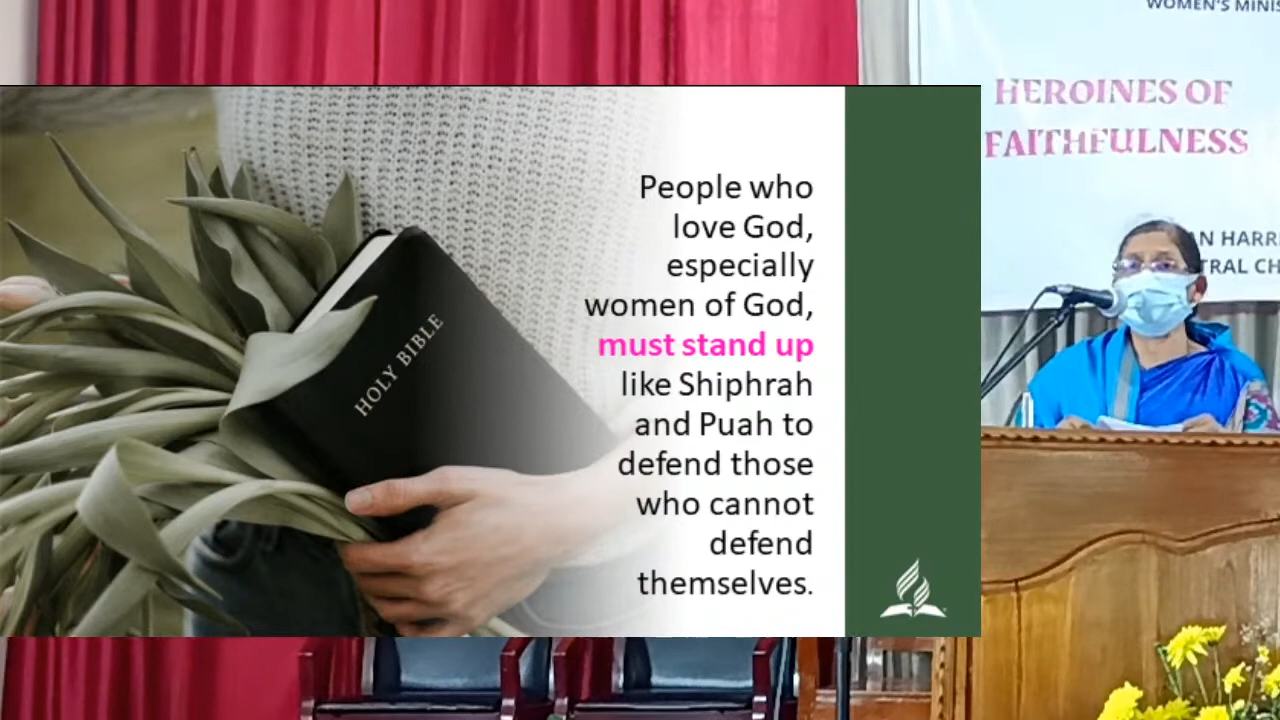 WOMEN'S
HEROINES OF
FAITHFULNESS
People who
love God,
especially
women of God,
must stand up
like Shiphrah
and Puah to
defend those
who cannot
defend
themselves.
HOLY BIBLE